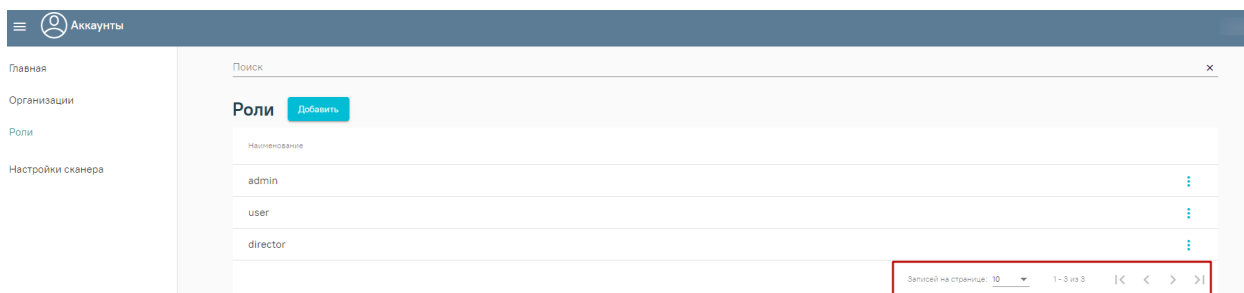 Аккаунты
Главная
Организации
Роли
Настройки сканера
Поиск
Роли Добавить
Наименование
admin
user
director
Записей на странице: 10 1 - 3 из 3